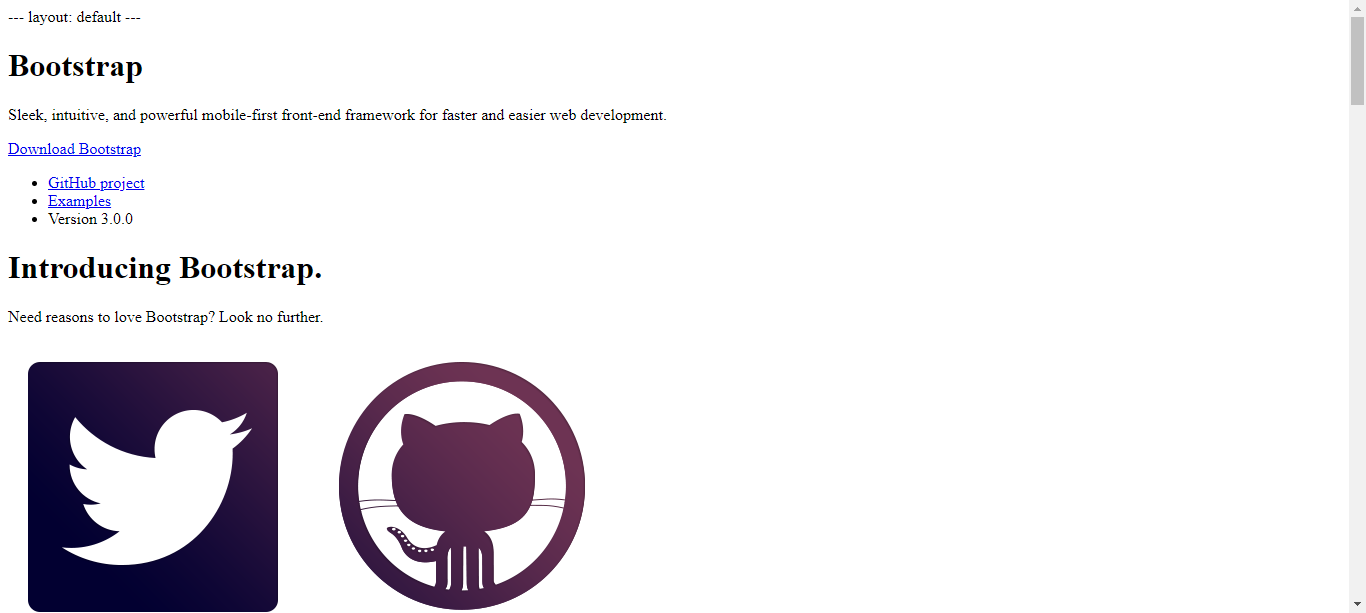 --- layout: default ---
Bootstrap
Sleek, intuitive, and powerful mobile-first front-end framework for faster and easier web development.
Download Bootstrap
GitHub project
Examples
Version 3.0.0
Introducing Bootstrap.
Need reasons to love Bootstrap? Look no further.